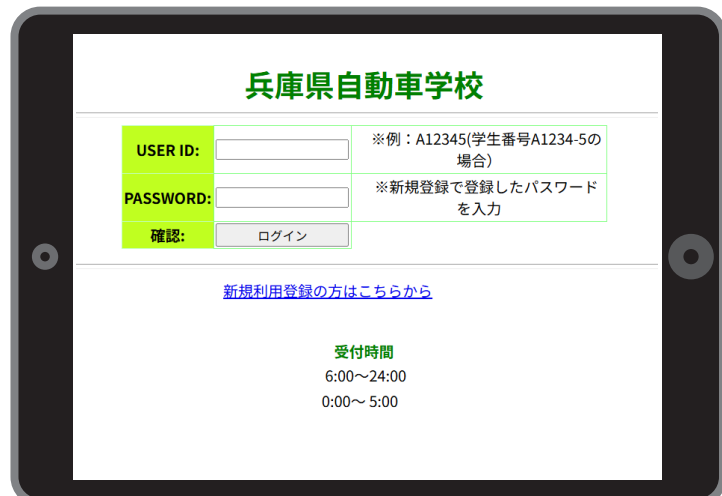 兵庫県自動車学校
USER ID:
※例：A12345(学生番号A1234-5の
場合）
PASSWORD:
※新規登録で登録したパスワード
を入力
確認:
ログイン
新規利用登録の方はこちらから
受付時間
6:00～24:00
0:00～ 5:00